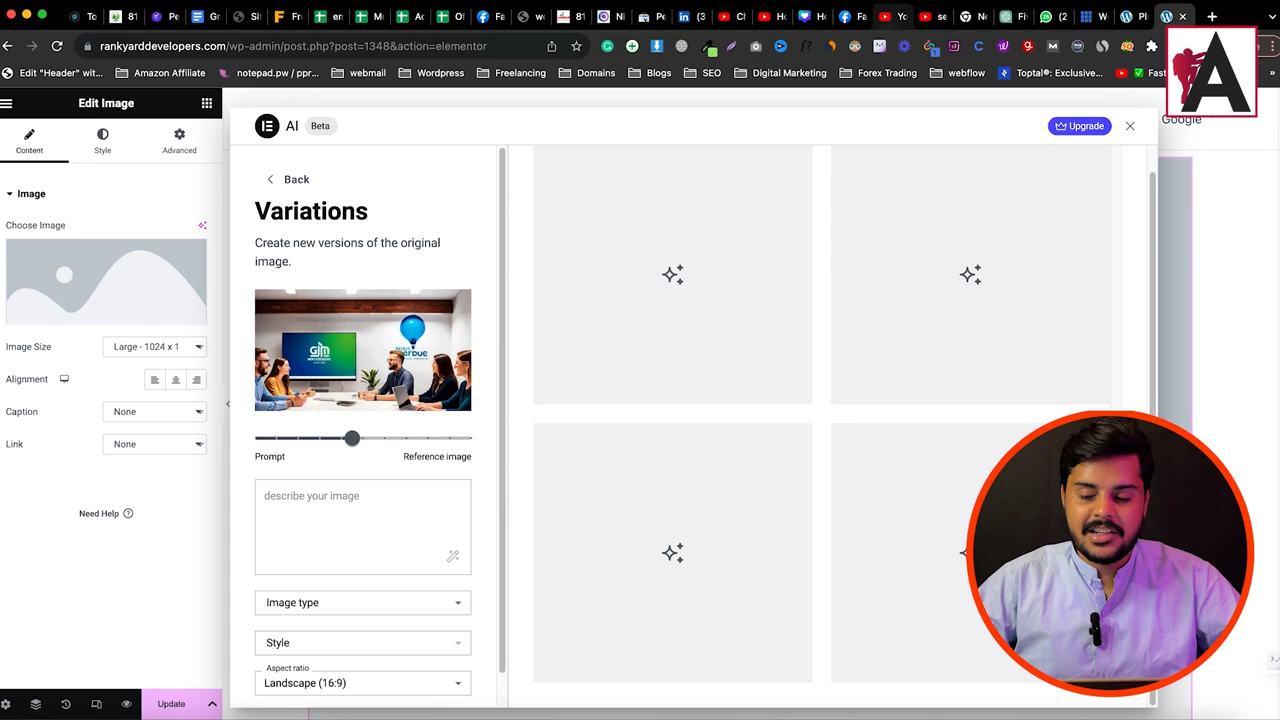 rankyarddevelopers.com/wp-admin/post.php?post=1348&action=elementor
Edit "Header" wit...
Amazon Affiliate
notepad.pw / ppr...
webmail
Wordpress
Freelancing
Domains
Blogs
SEO
Digital Marketing
Forex Trading
webflow
Toptal®: Exclusive...
Edit Image
AI
Beta
Upgrade
Google
Content
Style
Advanced
Back
Variations
Create new versions of the original
image.
Image
Choose Image
Image Size
Large - 1024 x 1
Alignment
Caption
None
Link
None
Need Help
Prompt
Reference image
describe your image
Image type
Style
Aspect ratio
Landscape (16:9)
Update
A